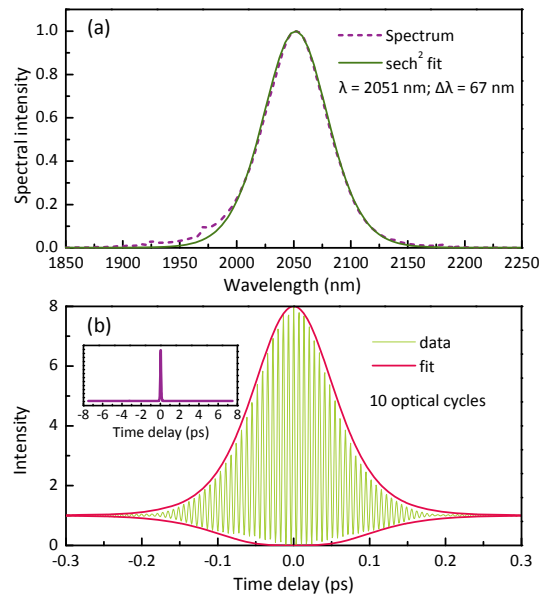 (a)
Spectrum
sech² fit
λ = 2051 nm; Δλ = 67 nm
Spectral intensity
1.0
0.8
0.6
0.4
0.2
0.0
1850 1900 1950 2000 2050 2100 2150 2200 2250
Wavelength (nm)
(b)
data
fit
10 optical cycles
-8 -6 -4 -2 0 2 4 6 8
Time delay (ps)
Intensity
8
6
4
2
0
-0.3 -0.2 -0.1 0.0 0.1 0.2 0.3
Time delay (ps)